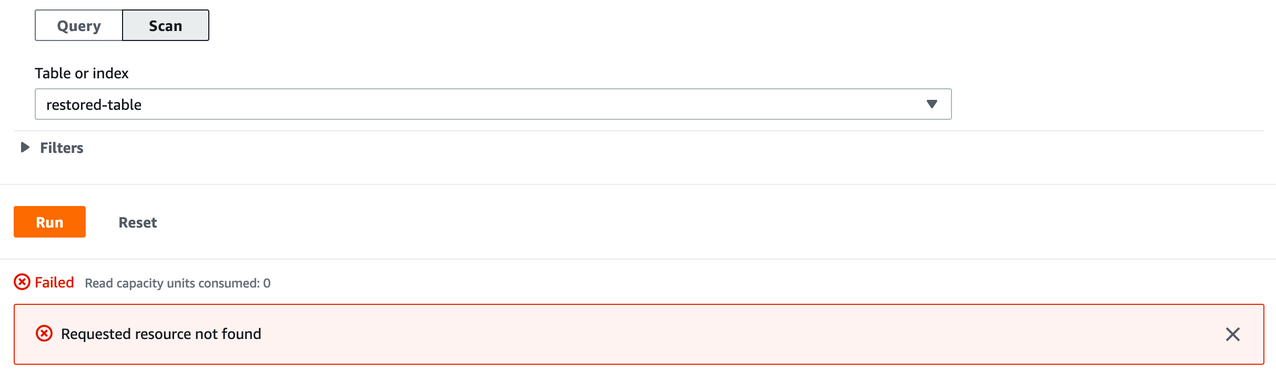 Query Scan
Table or index
restored-table
Filters
Run Reset
Failed Read capacity units consumed: 0
Requested resource not found